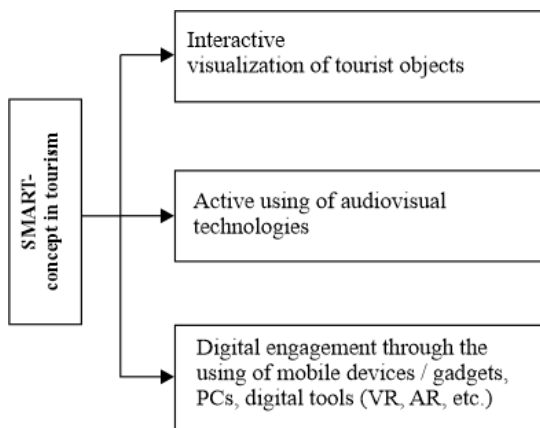 SMART-
concept in tourism
Interactive
visualization of tourist objects
Active using of audiovisual
technologies
Digital engagement through the
using of mobile devices / gadgets,
PCs, digital tools (VR, AR, etc.)